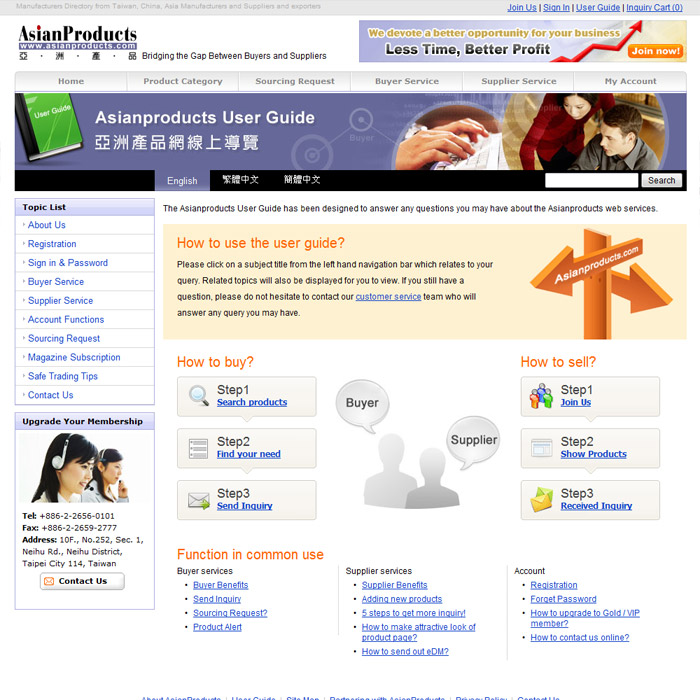 Manufacturers Directory from Taiwan, China, Asia Manufacturers and Suppliers and exporters
Join Us | Sign In | User Guide | Inquiry Cart (0)
AsianProducts
www.asianproducts.com
亞 · 洲 · 產 · 品 Bridging the Gap Between Buyers and Suppliers
We devote a better opportunity for your business
Less Time, Better Profit
Join now!
Home
Product Category
Sourcing Request
Buyer Service
Supplier Service
My Account
User Guide
Asianproducts User Guide
亞洲產品網線上導覽
Buyer
Supplier
English
繁體中文
簡體中文
Search
Topic List
About Us
Registration
Sign in & Password
Buyer Service
Supplier Service
Account Functions
Sourcing Request
Magazine Subscription
Safe Trading Tips
Contact Us
Upgrade Your Membership
Tel: +886-2-2656-0101
Fax: +886-2-2659-2777
Address: 10F., No.252, Sec. 1,
Neihu Rd., Neihu District,
Taipei City 114, Taiwan
Contact Us
The Asianproducts User Guide has been designed to answer any questions you may have about the Asianproducts web services.
How to use the user guide?
Please click on a subject title from the left hand navigation bar which relates to your
query. Related topics will also be displayed for you to view. If you still have a
question, please do not hesitate to contact our customer service team who will
answer any query you may have.
Asianproducts.com
How to buy?
Step1
Search products
Step2
Find your need
Step3
Send Inquiry
Buyer
Supplier
How to sell?
Step1
Join Us
Step2
Show Products
Step3
Received Inquiry
Function in common use
Buyer services
Buyer Benefits
Send Inquiry
Sourcing Request?
Product Alert
Supplier services
Supplier Benefits
Adding new products
5 steps to get more inquiry!
How to make attractive look of
product page?
How to send out eDM?
Account
Registration
Forget Password
How to upgrade to Gold / VIP
member?
How to contact us online?
About AsianProducts | User Guide | Site Map | Partnering with AsianProducts | Privacy Policy | Contact Us